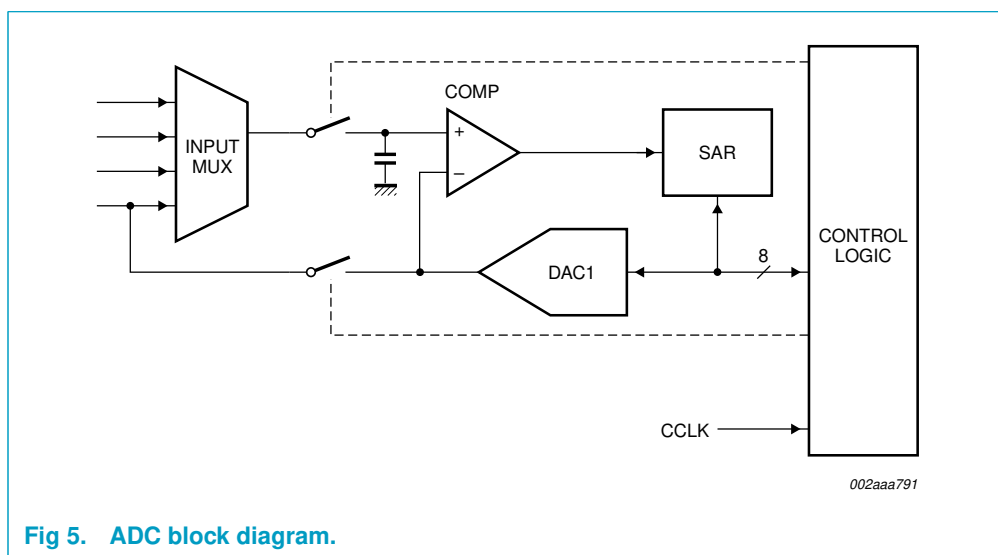 COMP
+
−
INPUT
MUX
SAR
DAC1
8
CONTROL
LOGIC
CCLK
002aaa791
Fig 5. ADC block diagram.